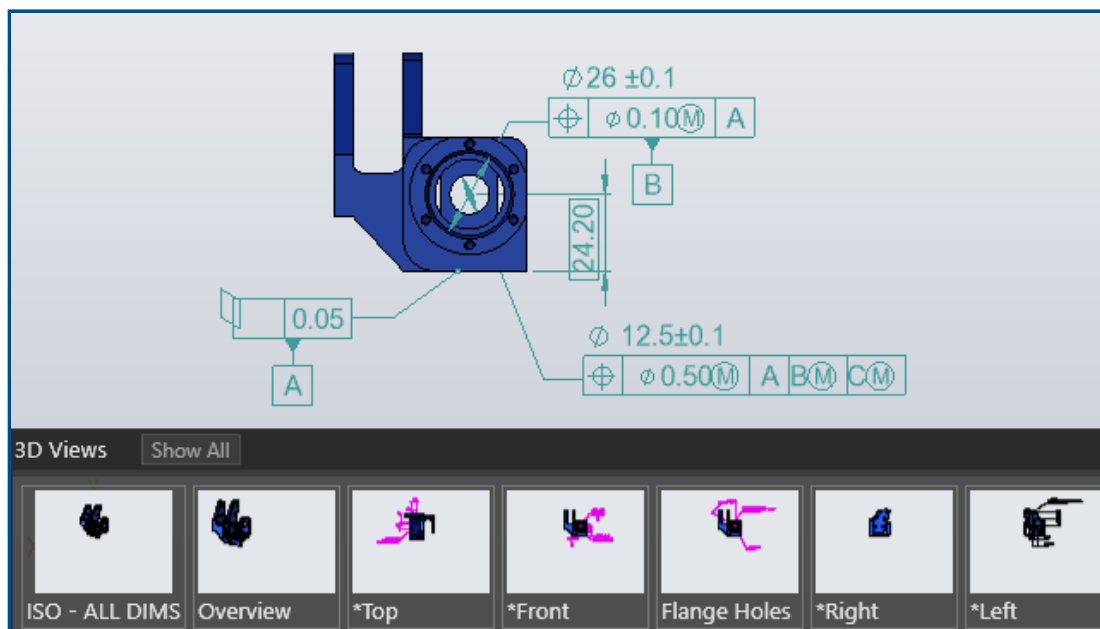 ⌀26 ±0.1
⌖ ⌀0.10Ⓜ A
B
24.20
0.05
A
⌀ 12.5±0.1
⌖ ⌀0.50Ⓜ A BⓂ CⓂ
3D Views Show All
ISO - ALL DIMS Overview *Top *Front Flange Holes *Right *Left